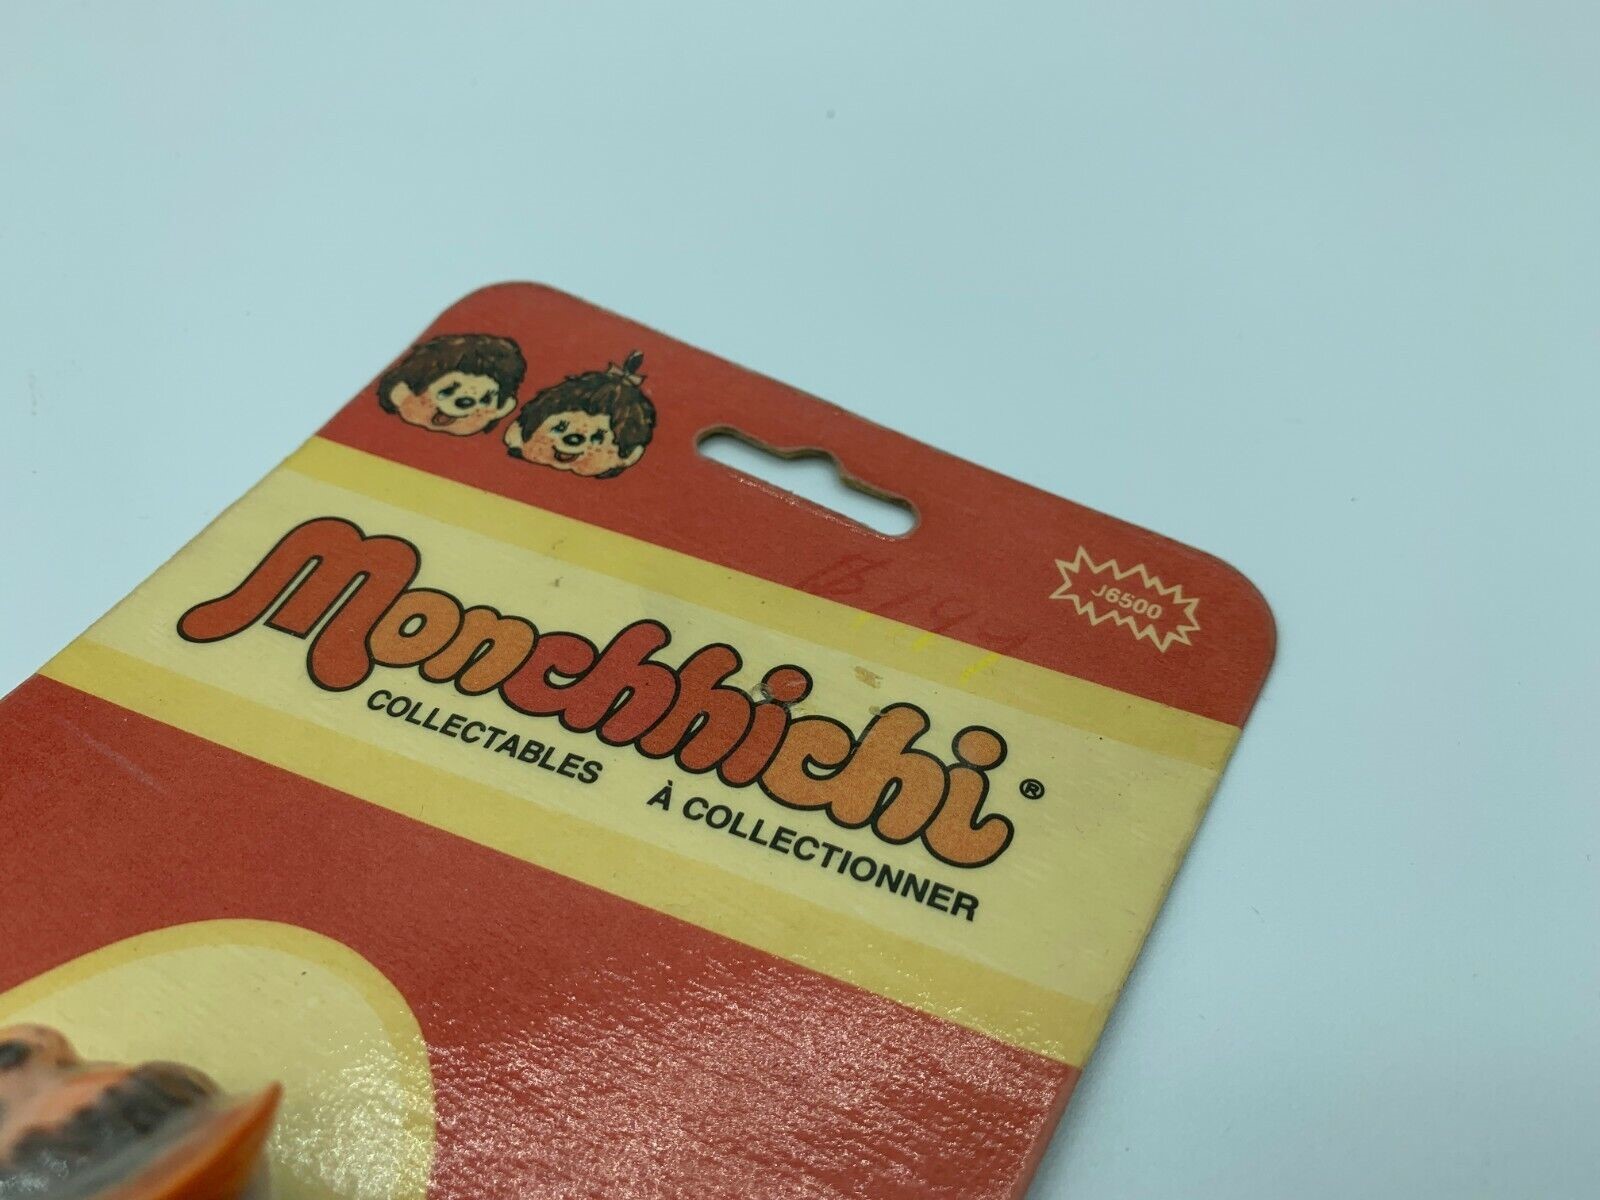 J6500
Monchhichi®
COLLECTABLES À COLLECTIONNER